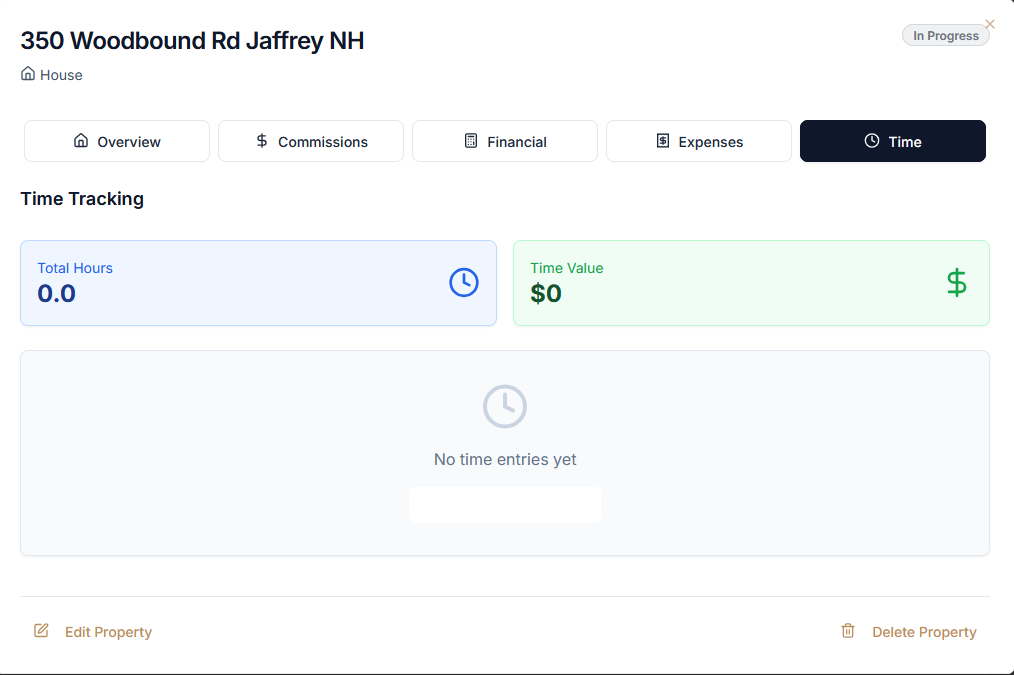 350 Woodbound Rd Jaffrey NH
In Progress
House
Overview
Commissions
Financial
Expenses
Time
Time Tracking
Total Hours
0.0
Time Value
$0
No time entries yet
Edit Property
Delete Property